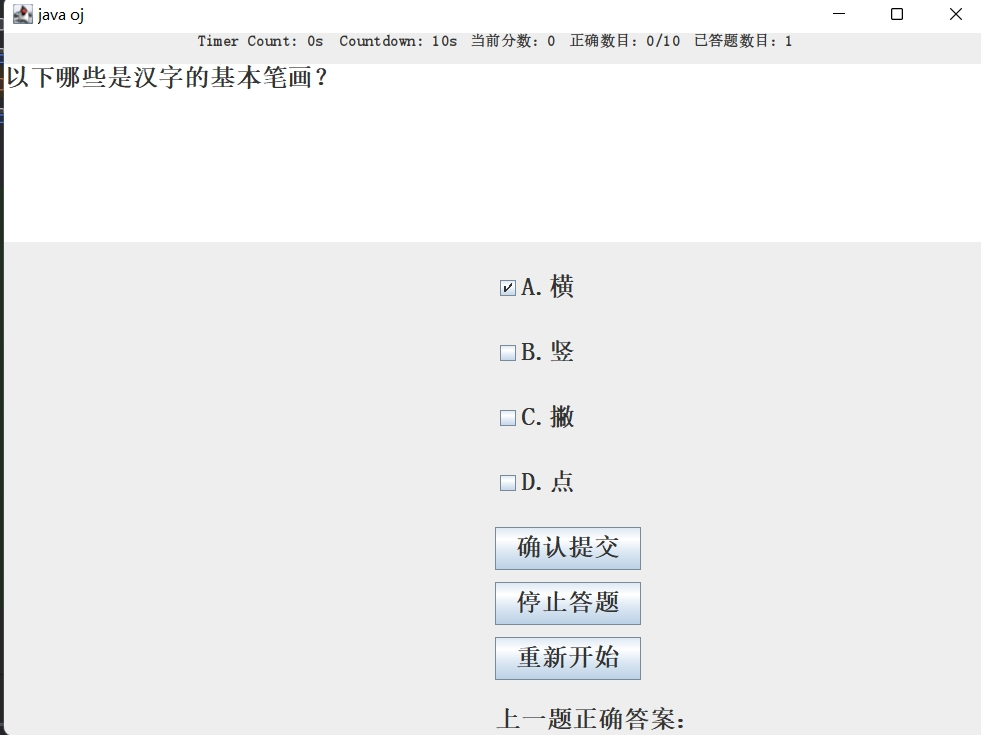 java oj
Timer Count: 0s Countdown: 10s 当前分数: 0 正确数目: 0/10 已答题数目: 1
以下哪些是汉字的基本笔画?
A. 横
B. 竖
C. 撇
D. 点
确认提交
停止答题
重新开始
上一题正确答案: